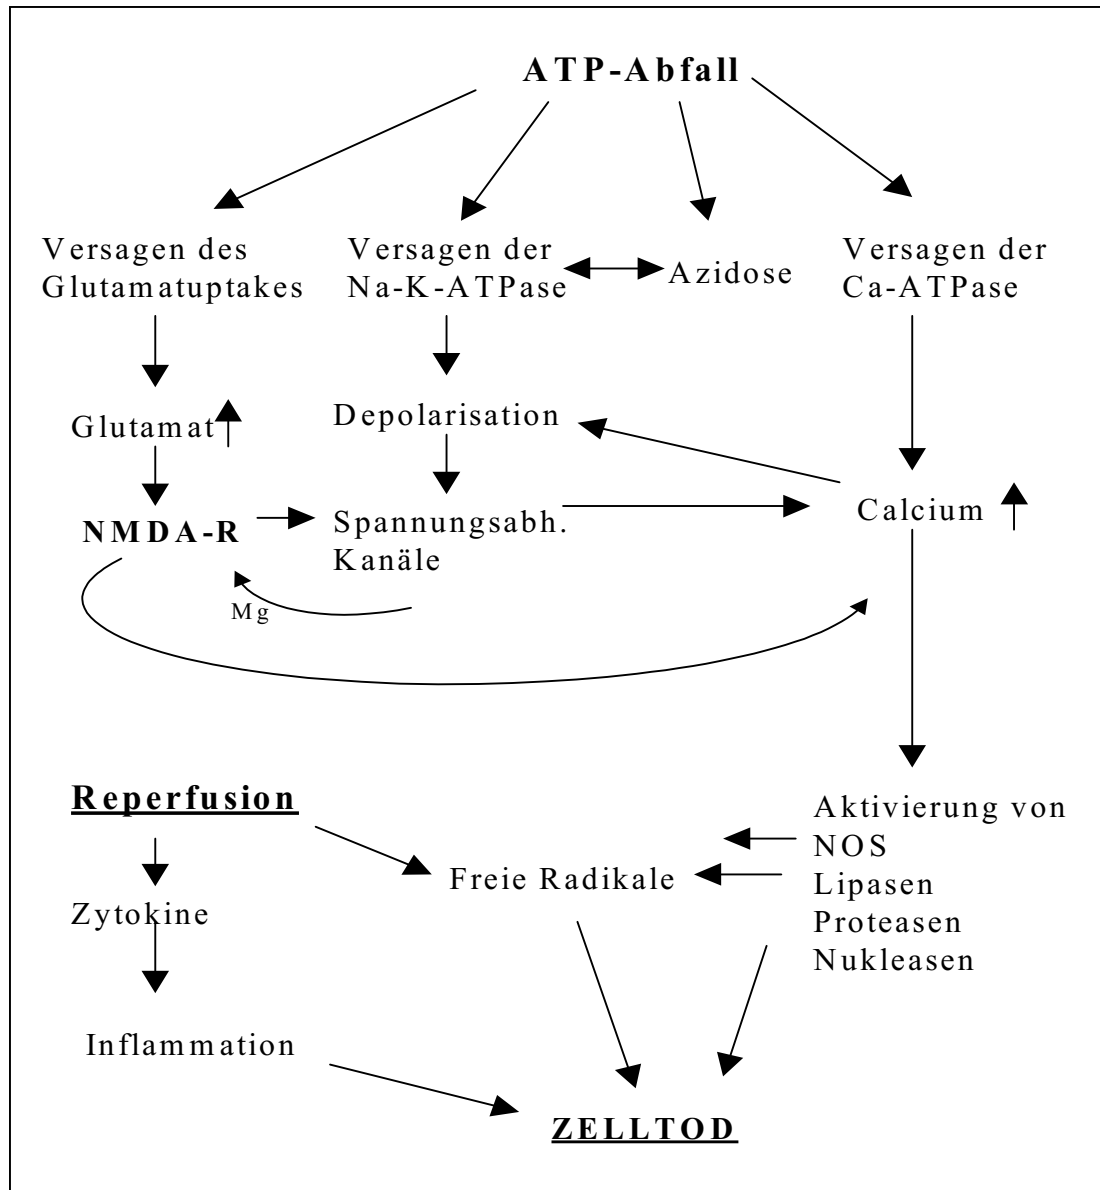 ATP-Abfall
Versagen des
Glutamatuptakes
Versagen der
Na-K-ATPase
Azidose
Versagen der
Ca-ATPase
Glutamat
Depolarisation
NMDA-R
Spannungsabh.
Kanäle
Calcium
Mg
Reperfusion
Zytokine
Inflammation
Freie Radikale
Aktivierung von
NOS
Lipasen
Proteasen
Nukleasen
ZELLTOD